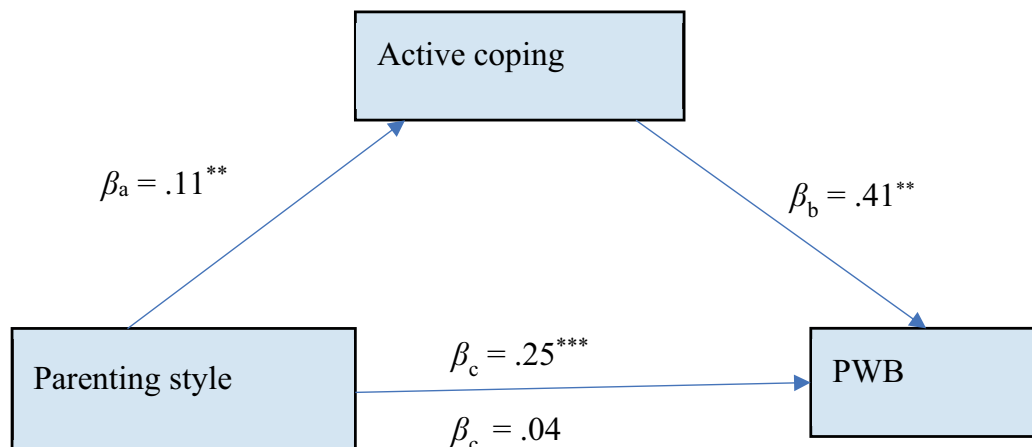 Active coping
βa = .11**
βb = .41**
Parenting style
βc = .25***
PWB
βc = .04